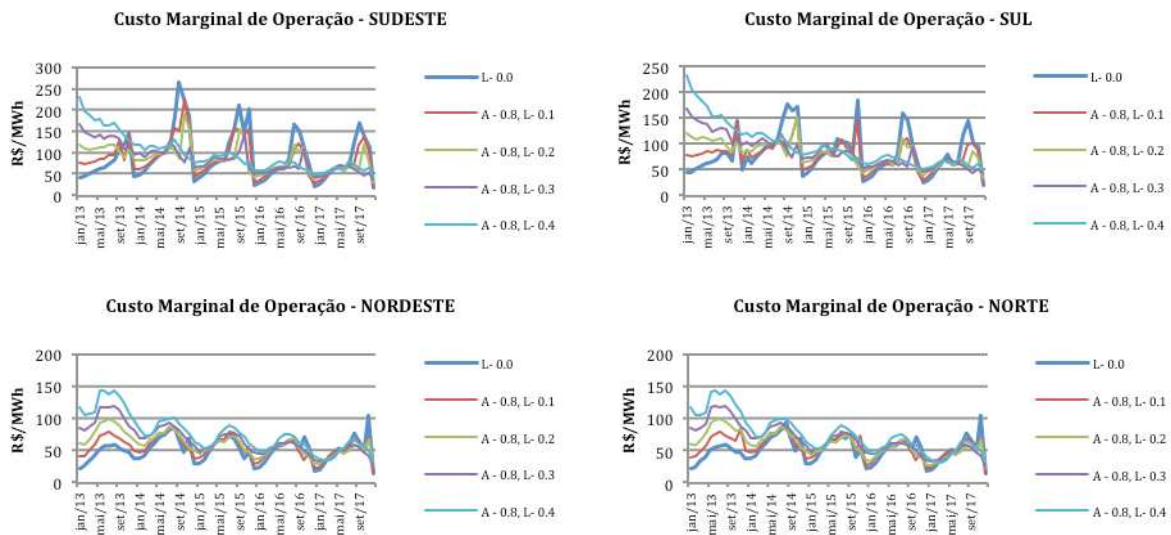 Custo Marginal de Operação - SUDESTE
R$/MWh
300
250
200
150
100
50
0
jan/13
mai/13
set/13
jan/14
mai/14
set/14
jan/15
mai/15
set/15
jan/16
mai/16
set/16
jan/17
mai/17
set/17
L- 0.0
A - 0.8, L- 0.1
A - 0.8, L- 0.2
A - 0.8, L- 0.3
A - 0.8, L- 0.4
Custo Marginal de Operação - SUL
R$/MWh
250
200
150
100
50
0
jan/13
mai/13
set/13
jan/14
mai/14
set/14
jan/15
mai/15
set/15
jan/16
mai/16
set/16
jan/17
mai/17
set/17
L- 0.0
A - 0.8, L- 0.1
A - 0.8, L- 0.2
A - 0.8, L- 0.3
A - 0.8, L- 0.4
Custo Marginal de Operação - NORDESTE
R$/MWh
200
150
100
50
0
jan/13
mai/13
set/13
jan/14
mai/14
set/14
jan/15
mai/15
set/15
jan/16
mai/16
set/16
jan/17
mai/17
set/17
L- 0.0
A - 0.8, L- 0.1
A - 0.8, L- 0.2
A - 0.8, L- 0.3
A - 0.8, L- 0.4
Custo Marginal de Operação - NORTE
R$/MWh
200
150
100
50
0
jan/13
mai/13
set/13
jan/14
mai/14
set/14
jan/15
mai/15
set/15
jan/16
mai/16
set/16
jan/17
mai/17
set/17
L- 0.0
A - 0.8, L- 0.1
A - 0.8, L- 0.2
A - 0.8, L- 0.3
A - 0.8, L- 0.4